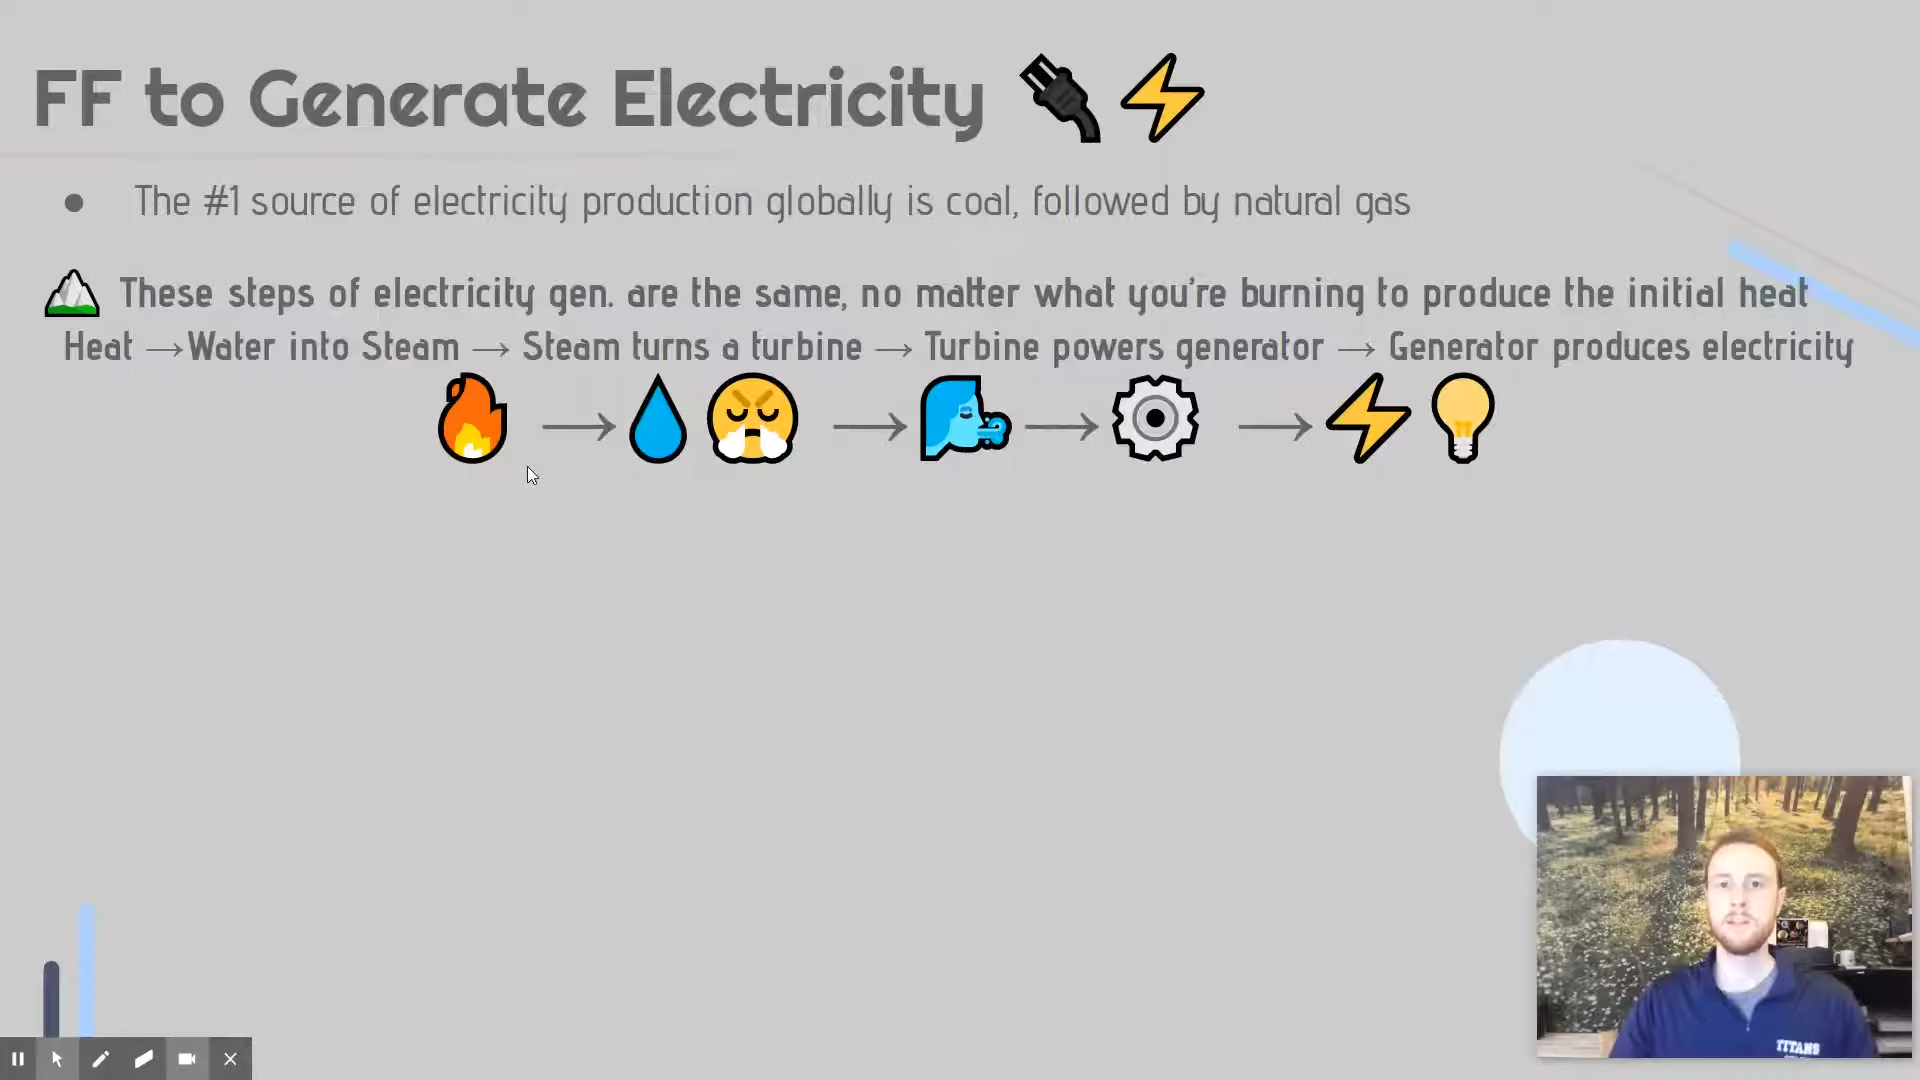 FF to Generate Electricity
● The #1 source of electricity production globally is coal, followed by natural gas
These steps of electricity gen. are the same, no matter what you're burning to produce the initial heat
Heat →Water into Steam → Steam turns a turbine → Turbine powers generator → Generator produces electricity
TITANS